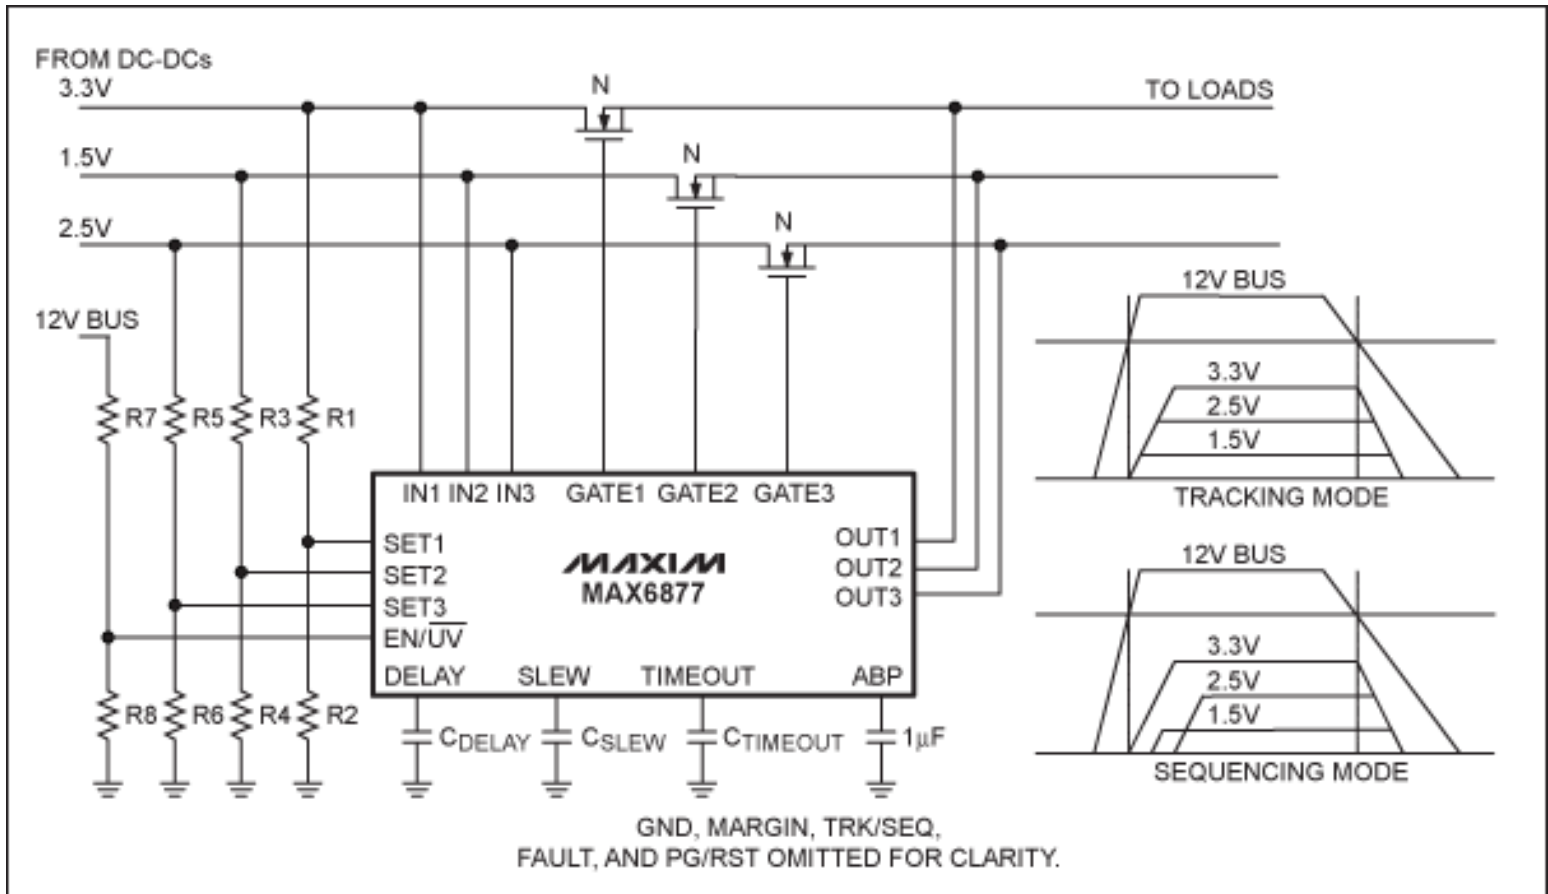 FROM DC-DCs
3.3V
N
TO LOADS
1.5V
N
2.5V
N
12V BUS
R7
R5
R3
R1
IN1 IN2 IN3 GATE1 GATE2 GATE3
SET1
SET2
SET3
EN/UV
MAXIM
MAX6877
OUT1
OUT2
OUT3
DELAY SLEW TIMEOUT ABP
R8
R6
R4
R2
CDELAY
CSLEW
CTIMEOUT
1μF
12V BUS
3.3V
2.5V
1.5V
TRACKING MODE
12V BUS
3.3V
2.5V
1.5V
SEQUENCING MODE
GND, MARGIN, TRK/SEQ,
FAULT, AND PG/RST OMITTED FOR CLARITY.